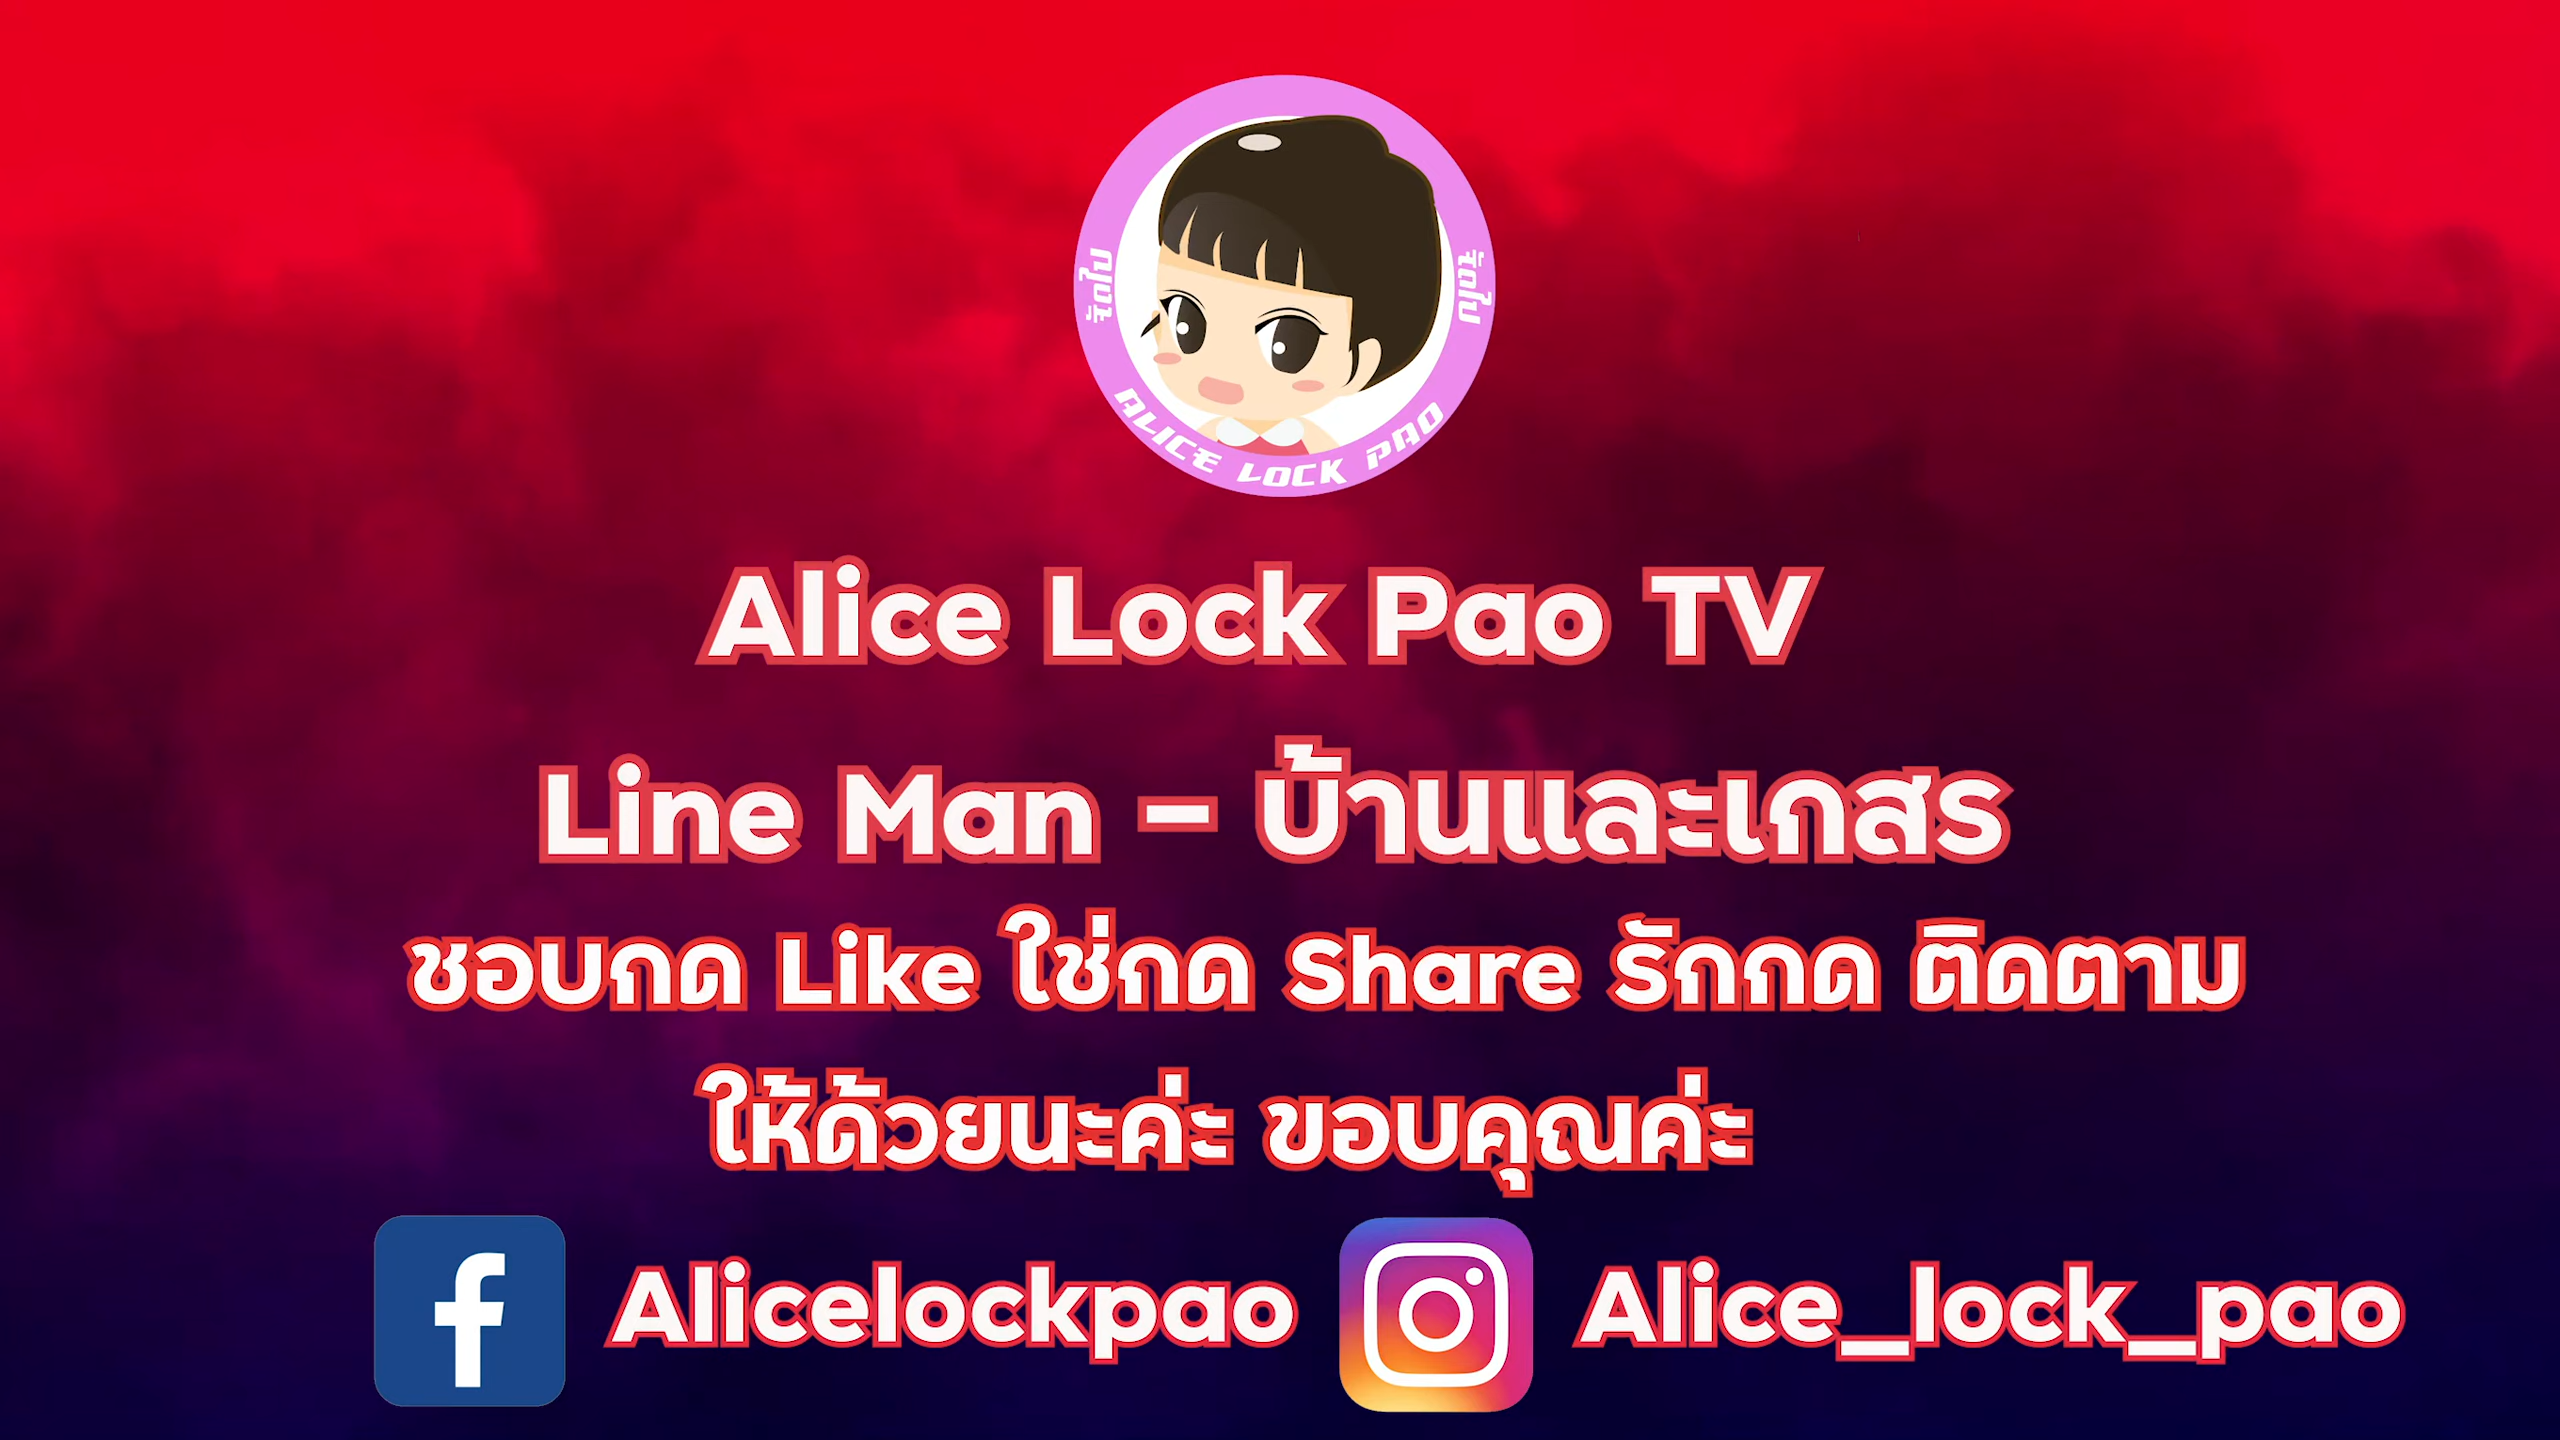 จัดไป
จัดไป
ALICE LOCK PAO
Alice Lock Pao TV
Line Man - บ้านและเกสร
ชอบกด Like ใช่กด Share รักกด ติดตาม
ให้ด้วยนะค่ะ ขอบคุณค่ะ
Alicelockpao
Alice_lock_pao